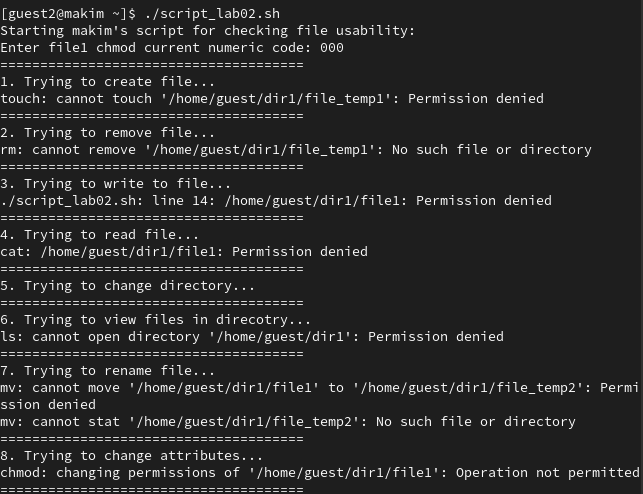 [guest2@makim ~]$ ./script_lab02.sh
Starting makim's script for checking file usability:
Enter file1 chmod current numeric code: 000
======================================
1. Trying to create file...
touch: cannot touch '/home/guest/dir1/file_temp1': Permission denied
======================================
2. Trying to remove file...
rm: cannot remove '/home/guest/dir1/file_temp1': No such file or directory
======================================
3. Trying to write to file...
./script_lab02.sh: line 14: /home/guest/dir1/file1: Permission denied
======================================
4. Trying to read file...
cat: /home/guest/dir1/file1: Permission denied
======================================
5. Trying to change directory...
======================================
6. Trying to view files in direcotry...
ls: cannot open directory '/home/guest/dir1': Permission denied
======================================
7. Trying to rename file...
mv: cannot move '/home/guest/dir1/file1' to '/home/guest/dir1/file_temp2': Permi
ssion denied
mv: cannot stat '/home/guest/dir1/file_temp2': No such file or directory
======================================
8. Trying to change attributes...
chmod: changing permissions of '/home/guest/dir1/file1': Operation not permitted
======================================